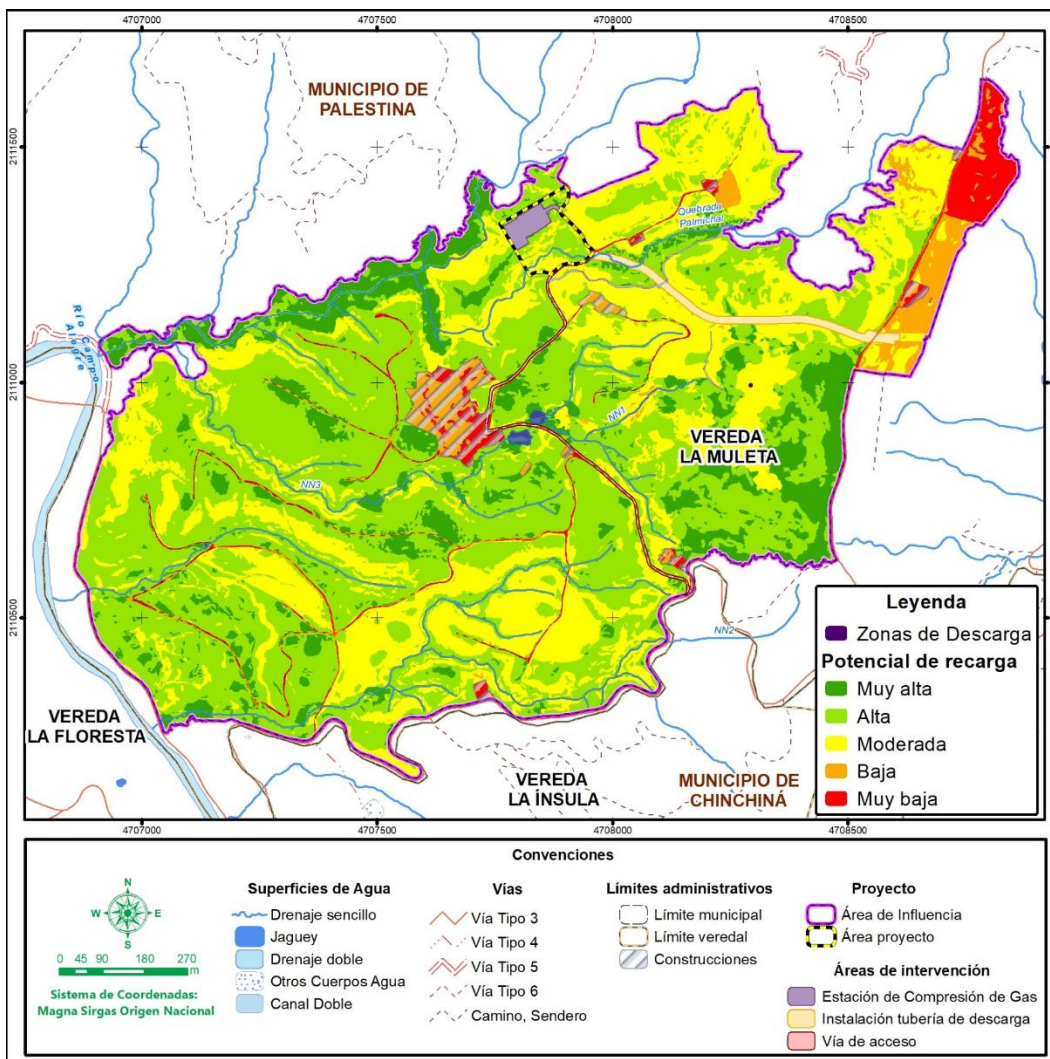 4707000 4707500 4708000 4708500
2111500
2111000
2110500
MUNICIPIO DE
PALESTINA
Quebrada
Palmichal
Río Campo
Alegre
NN1
NN3
NN2
VEREDA
LA MULETA
VEREDA
LA FLORESTA
VEREDA
LA ÍNSULA
MUNICIPIO DE
CHINCHINÁ
Leyenda
Zonas de Descarga
Potencial de recarga
Muy alta
Alta
Moderada
Baja
Muy baja
4707000 4707500 4708000 4708500
Convenciones
N
W E
S
0 45 90 180 270
m
Sistema de Coordenadas:
Magna Sirgas Origen Nacional
Superficies de Agua
Drenaje sencillo
Jaguey
Drenaje doble
Otros Cuerpos Agua
Canal Doble
Vías
Vía Tipo 3
Vía Tipo 4
Vía Tipo 5
Vía Tipo 6
Camino, Sendero
Límites administrativos
Límite municipal
Límite veredal
Construcciones
Proyecto
Área de Influencia
Área proyecto
Áreas de intervención
Estación de Compresión de Gas
Instalación tubería de descarga
Vía de acceso